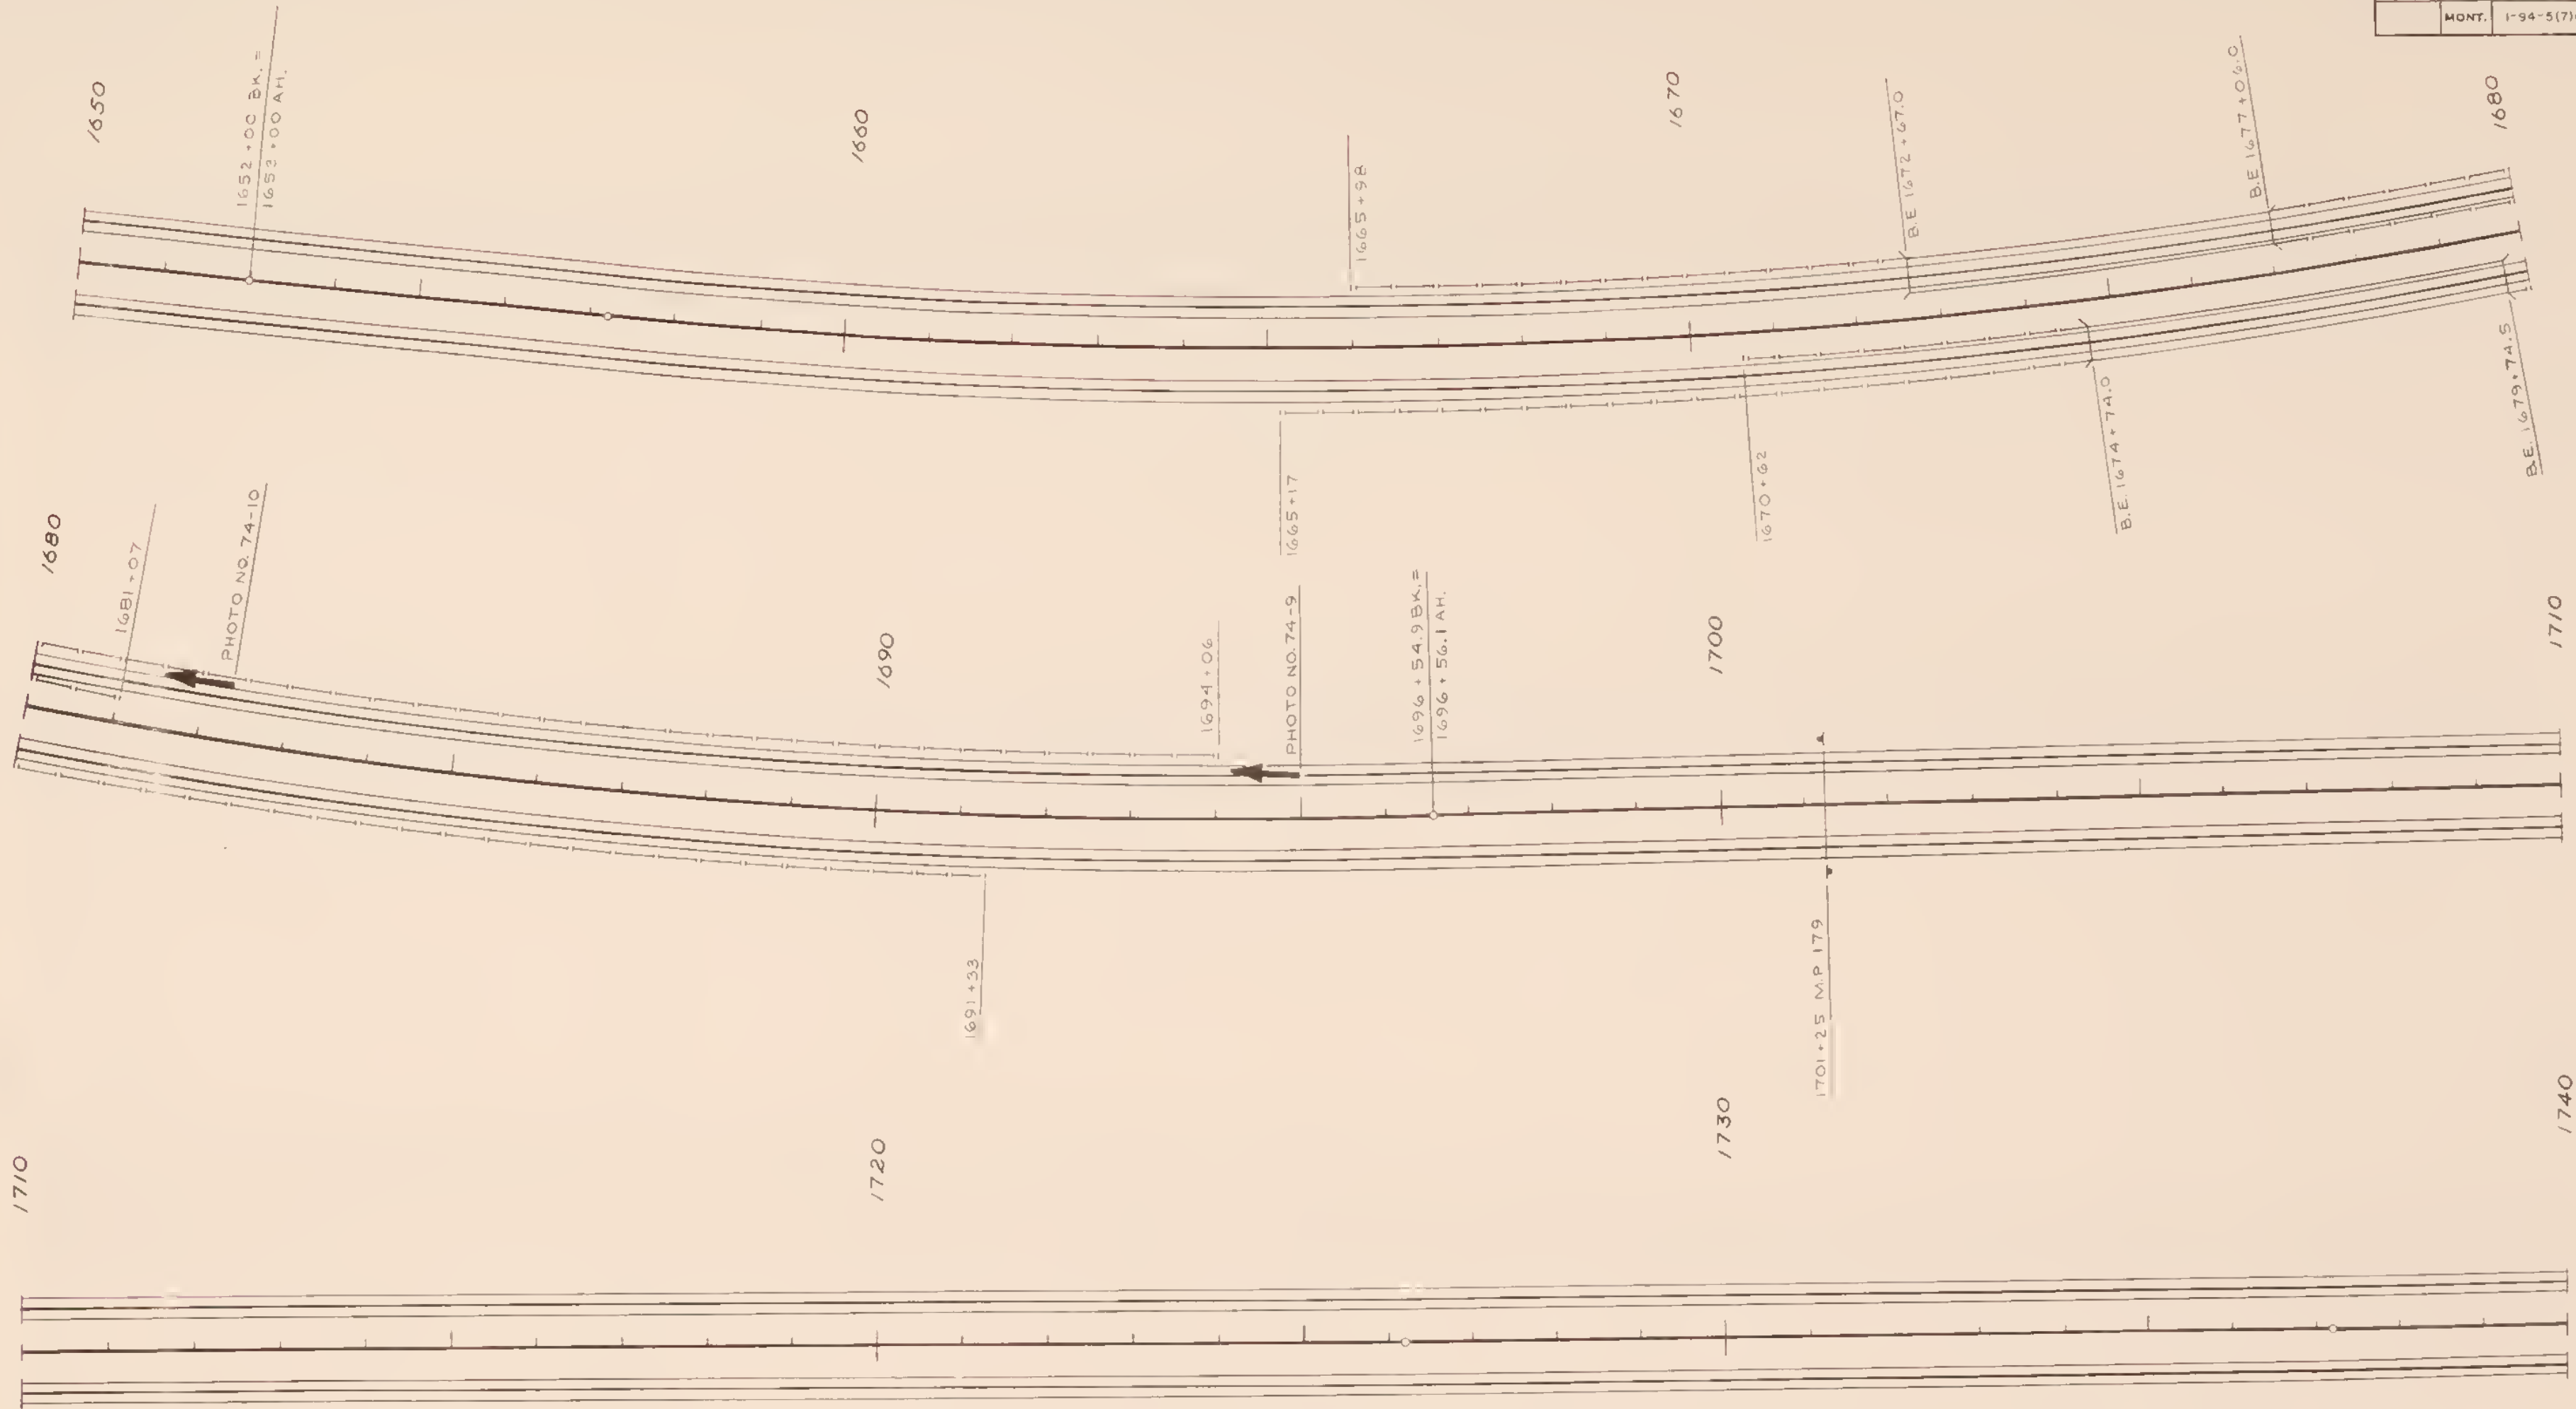 MONT. 1-94-5(7)
1650
1652+00 BK. =
1653+00 AH.
1660
1665+98
1670
B.E. 1672+67.0
B.E. 1677+06.0
1680
1665+17
1670+62
B.E. 1674+74.0
B.E. 1679+74.5
1680
1681+07
PHOTO NO. 74-10
1690
1694+06
PHOTO NO. 74-9
1696+54.9 BK. =
1696+56.1 AH.
1700
1710
1691+33
1701+25 M.P. 179
1710
1720
1730
1740